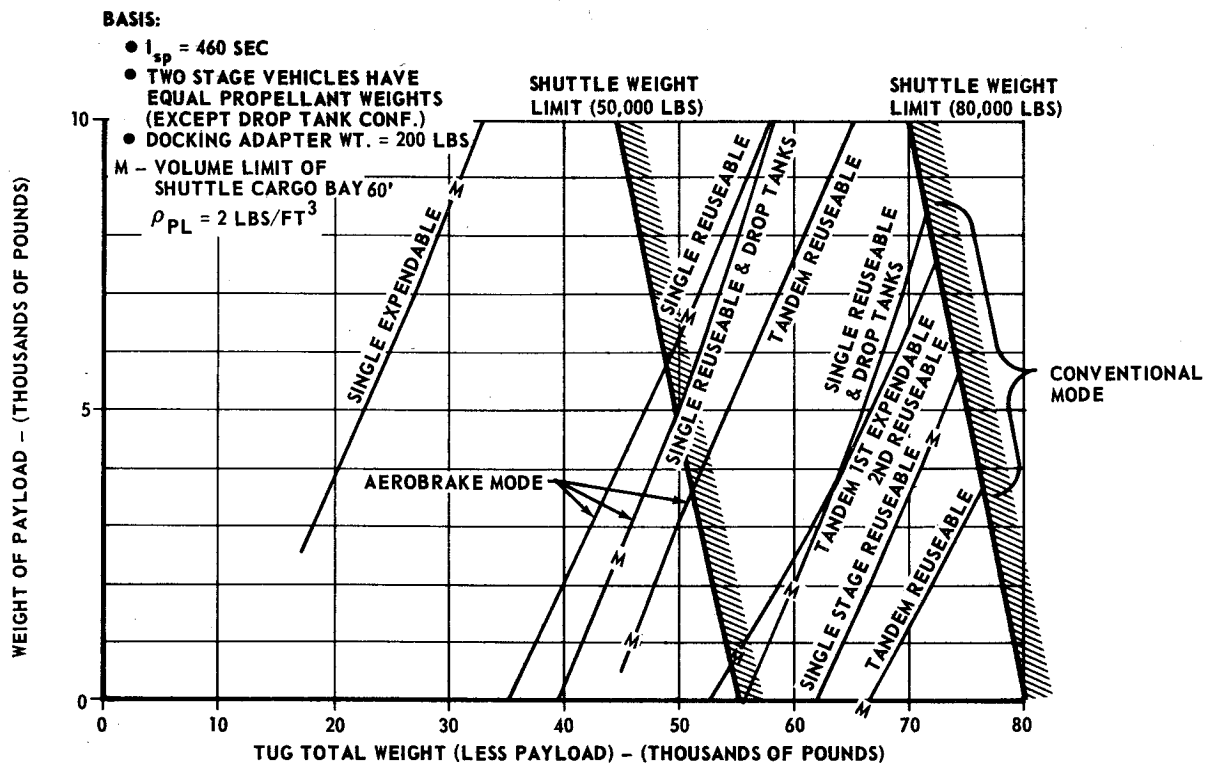 BASIS:
● Isp = 460 SEC
● TWO STAGE VEHICLES HAVE
EQUAL PROPELLANT WEIGHTS
(EXCEPT DROP TANK CONF.)
● DOCKING ADAPTER WT. = 200 LBS
M – VOLUME LIMIT OF
SHUTTLE CARGO BAY 60'
ρPL = 2 LBS/FT³
SHUTTLE WEIGHT
LIMIT (50,000 LBS)
SHUTTLE WEIGHT
LIMIT (80,000 LBS)
WEIGHT OF PAYLOAD – (THOUSANDS OF POUNDS)
10
5
0
SINGLE EXPENDABLE
M
SINGLE REUSEABLE
M
SINGLE REUSEABLE & DROP TANKS
M
TANDEM REUSEABLE
M
SINGLE REUSEABLE
& DROP TANKS
M
TANDEM 1ST EXPENDABLE
2ND REUSEABLE
M
SINGLE STAGE REUSEABLE
M
TANDEM REUSEABLE
M
AEROBRAKE MODE
CONVENTIONAL
MODE
0 10 20 30 40 50 60 70 80
TUG TOTAL WEIGHT (LESS PAYLOAD) – (THOUSANDS OF POUNDS)